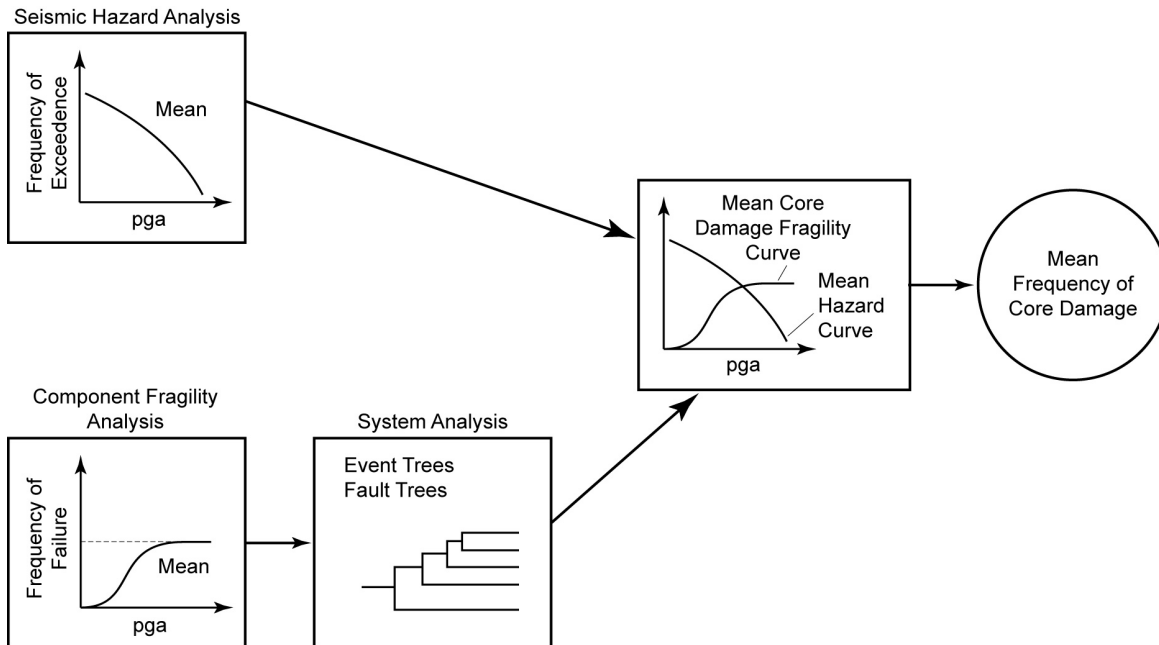 Seismic Hazard Analysis
Frequency of
Exceedence
Mean
pga
Component Fragility
Analysis
Frequency of
Failure
Mean
pga
System Analysis
Event Trees
Fault Trees
Mean Core
Damage Fragility
Curve
Mean
Hazard
Curve
pga
Mean
Frequency of
Core Damage